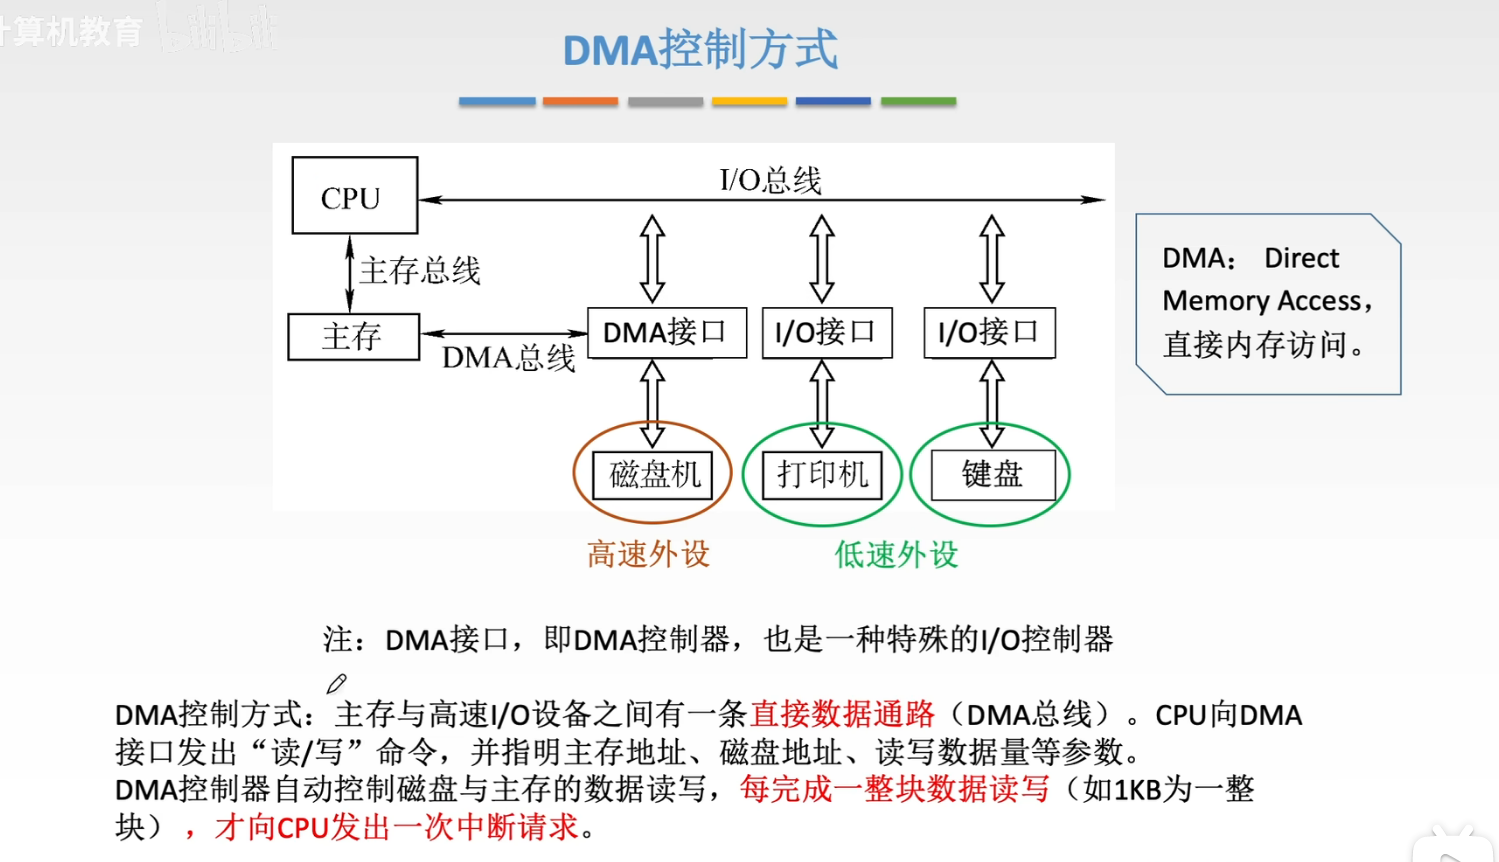 计算机教育 bilibili
DMA控制方式
I/O总线
CPU
主存总线
主存
DMA总线
DMA接口
I/O接口
I/O接口
磁盘机
打印机
键盘
高速外设
低速外设
DMA： Direct
Memory Access，
直接内存访问。
注：DMA接口，即DMA控制器，也是一种特殊的I/O控制器
DMA控制方式：主存与高速I/O设备之间有一条直接数据通路（DMA总线）。CPU向DMA
接口发出“读/写”命令，并指明主存地址、磁盘地址、读写数据量等参数。
DMA控制器自动控制磁盘与主存的数据读写，每完成一整块数据读写（如1KB为一整
块），才向CPU发出一次中断请求。